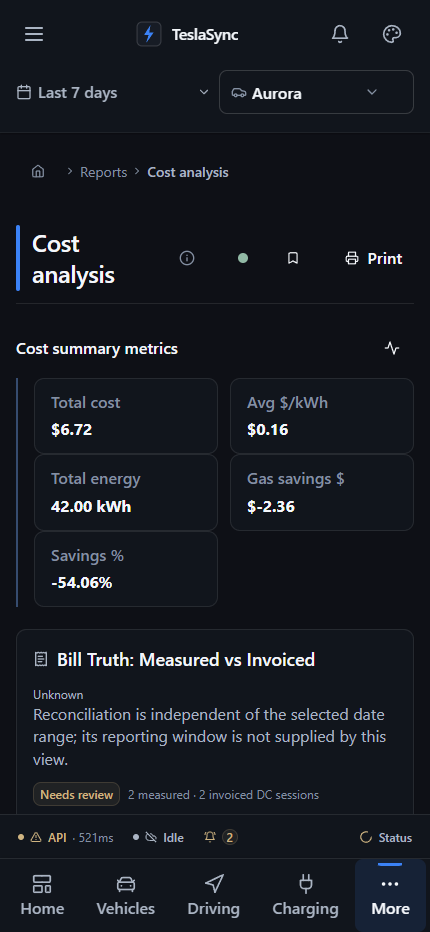 TeslaSync
Last 7 days
Aurora
Reports
Cost analysis
Cost
analysis
Print
Cost summary metrics
Total cost
$6.72
Avg $/kWh
$0.16
Total energy
42.00 kWh
Gas savings $
$-2.36
Savings %
-54.06%
Bill Truth: Measured vs Invoiced
Unknown
Reconciliation is independent of the selected date
range; its reporting window is not supplied by this
view.
Needs review 2 measured · 2 invoiced DC sessions
API · 521ms Idle 2 Status
Home Vehicles Driving Charging More